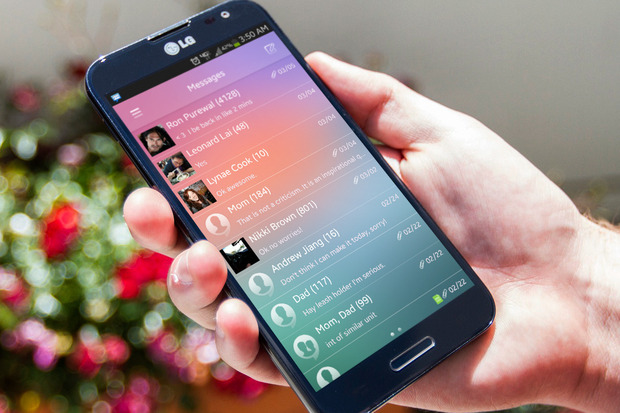 LG
4G 42% 3:50 AM
Messages
Ron Purewal (4128)
<3 I be back in like 2 mins
03/05
Leonard Lai (48)
Yes.
03/04
Lynae Cook (10)
Ok awesome.
03/04
Mom (184)
That is not a criticism. It is an inspirational q.
03/03
Nikki Brown (801)
Ok no worries!
03/02
Andrew Jiang (16)
Don't think I can make it today, sorry!
02/24
Dad (117)
Hay leash holder I'm serious.
02/22
Mom, Dad (99)
int of similar unit
02/22